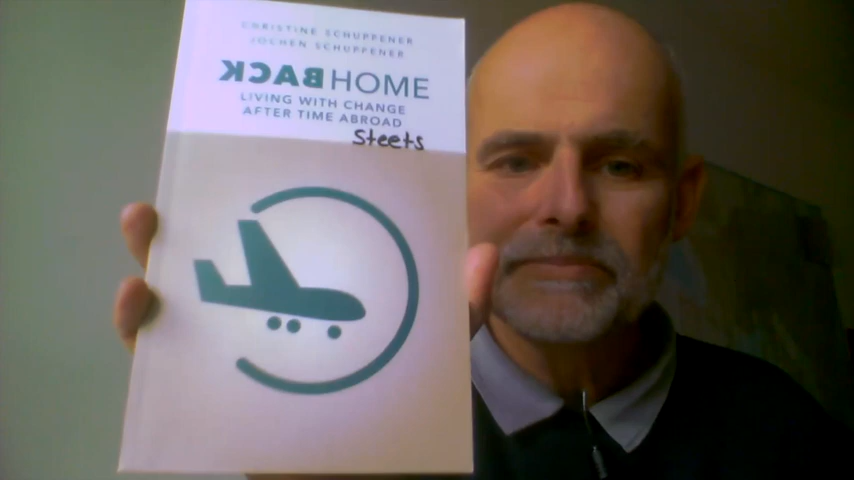 CHRISTINE SCHUPPENER
JOCHEN SCHUPPENER
BACK HOME
LIVING WITH CHANGE
AFTER TIME ABROAD
Steets